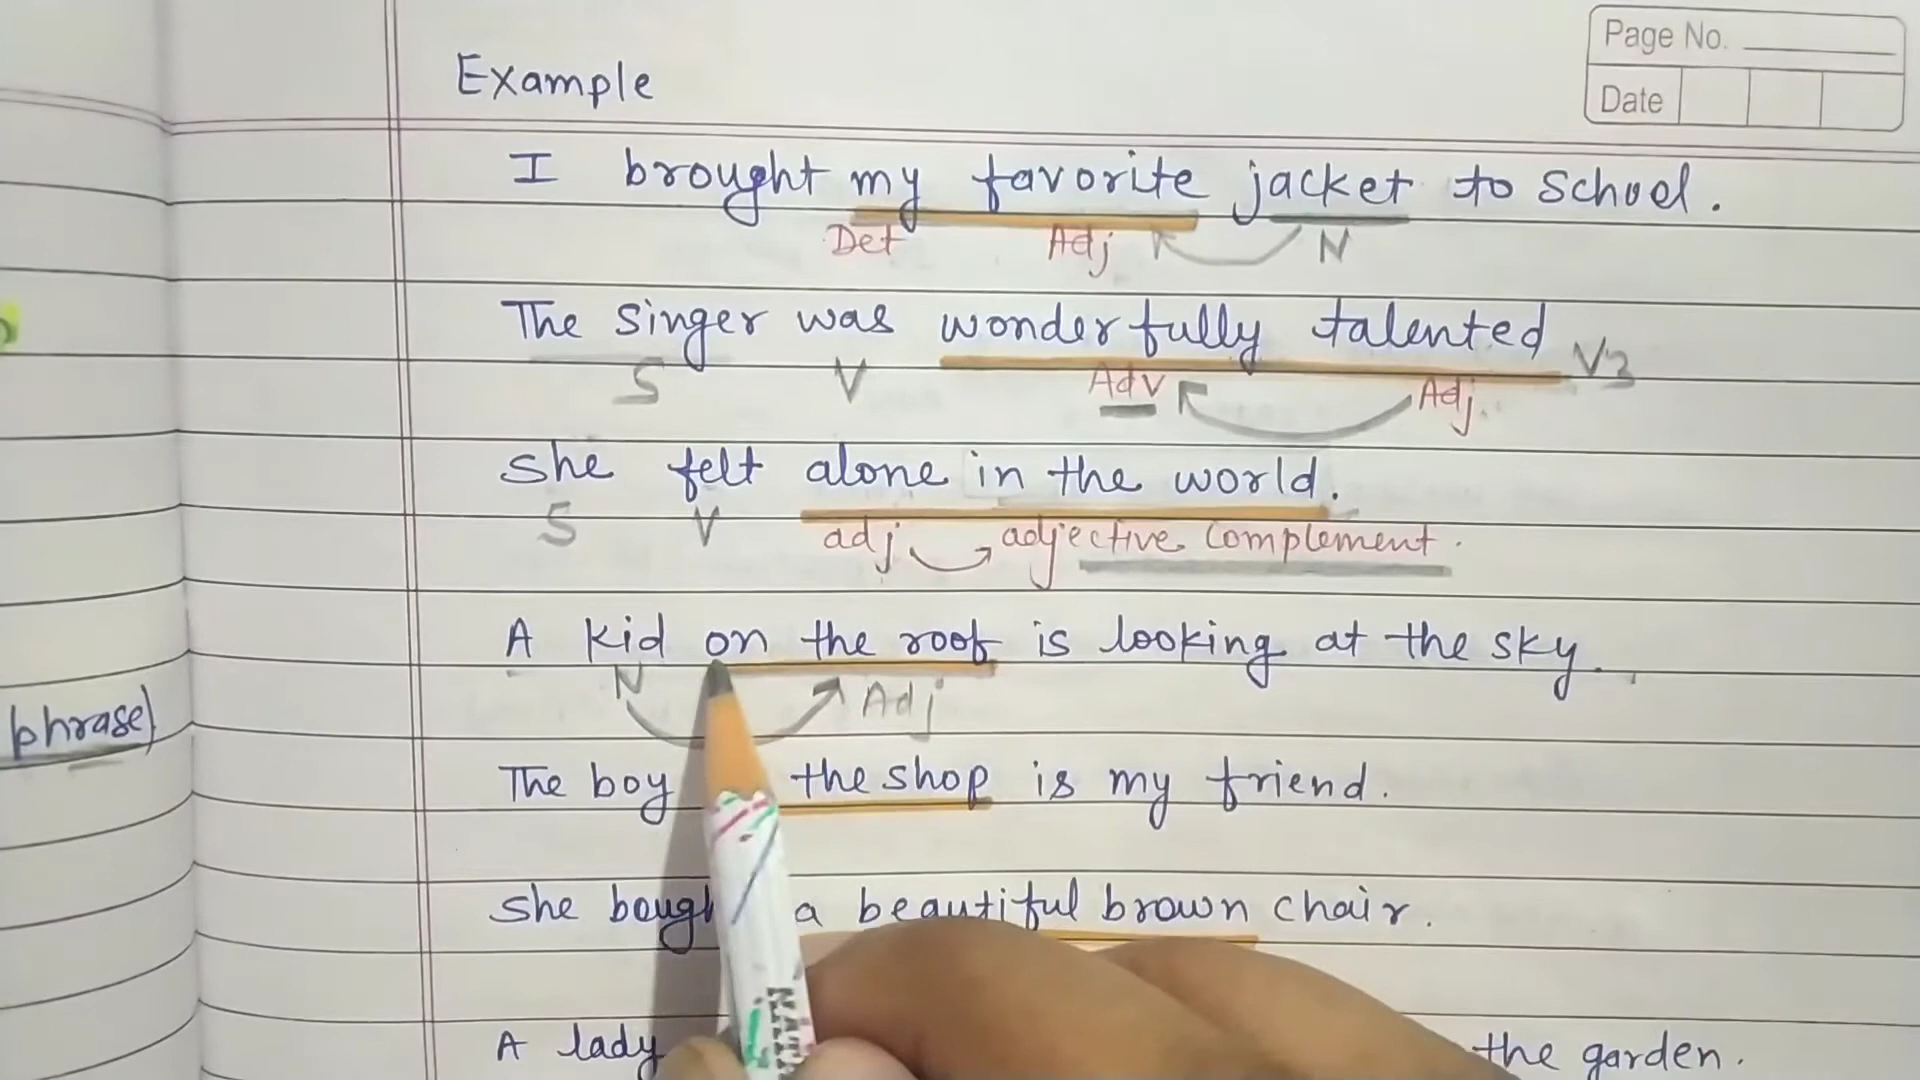 Page No.
Date
Example
I brought my favorite jacket to School.
Det Adj N
The Singer was wonderfully talented
S V Adv Adj. V3
She felt alone in the world.
S V adj adjective Complement.
A kid on the roof is looking at the sky.
N Adj
phrase)
The boy the shop is my friend.
She a beautiful brown chair.
A lady the garden.